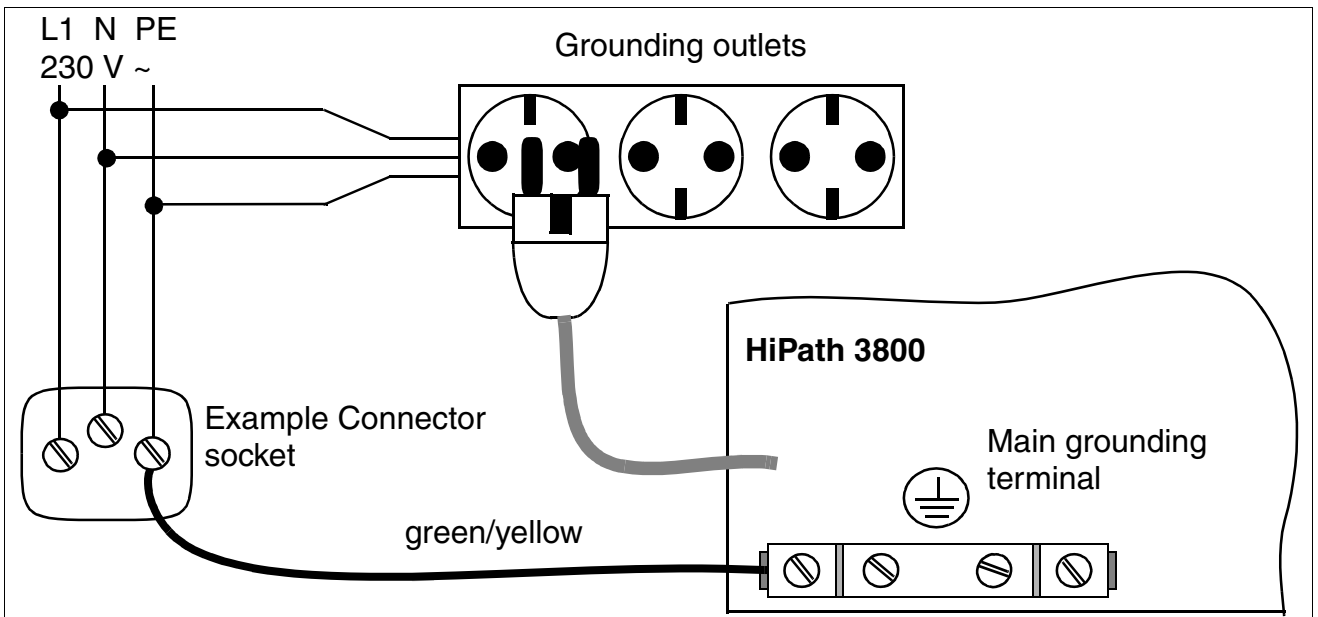 L1 N PE
230 V ~
Grounding outlets
HiPath 3800
Example Connector
socket
Main grounding
terminal
green/yellow